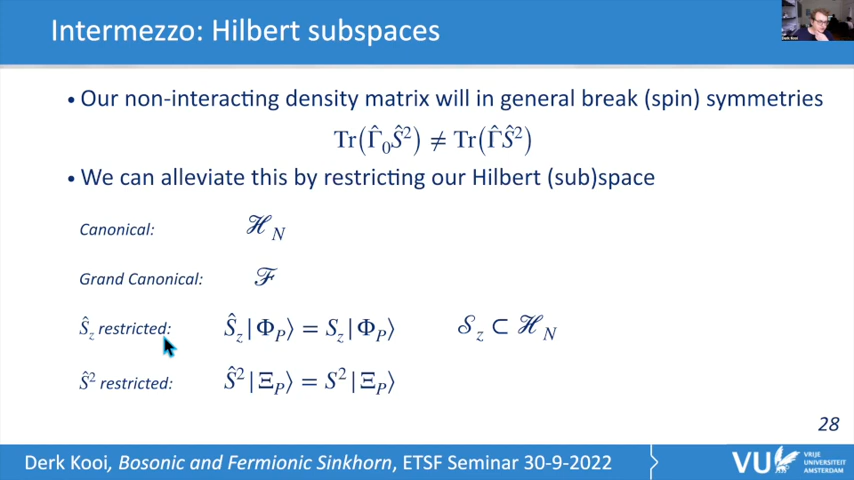 Intermezzo: Hilbert subspaces
Derk Kooi
• Our non-interacting density matrix will in general break (spin) symmetries
Tr(Γ̂₀Ŝ²) ≠ Tr(Γ̂Ŝ²)
• We can alleviate this by restricting our Hilbert (sub)space
Canonical: ℋ_N
Grand Canonical: ℱ
Ŝ_z restricted: Ŝ_z|Φ_P⟩ = S_z|Φ_P⟩ 𝒮_z ⊂ ℋ_N
Ŝ² restricted: Ŝ²|Ξ_P⟩ = S²|Ξ_P⟩
28
Derk Kooi, Bosonic and Fermionic Sinkhorn, ETSF Seminar 30-9-2022
VU VRIJE UNIVERSITEIT AMSTERDAM